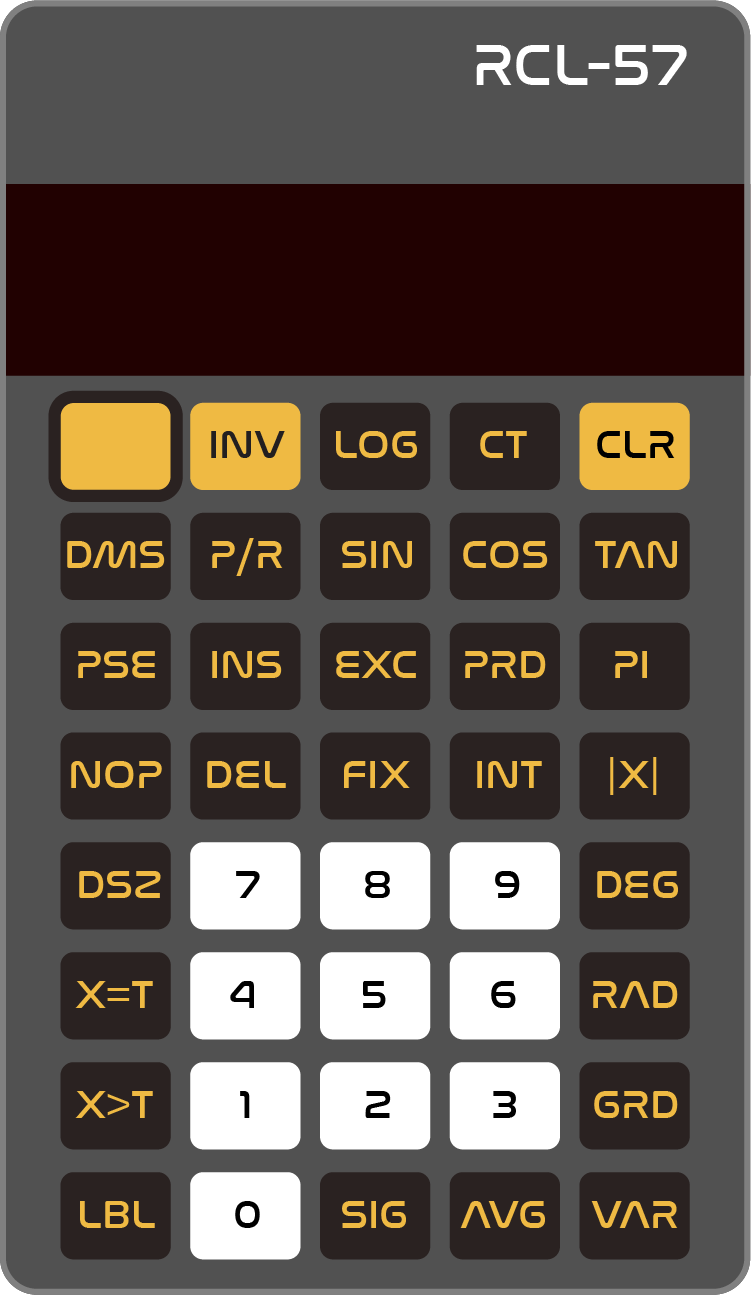 RCL-57
INV LOG CT CLR
DMS P/R SIN COS TAN
PSE INS EXC PRD PI
NOP DEL FIX INT |X|
DSZ 7 8 9 DEG
X=T 4 5 6 RAD
X>T 1 2 3 GRD
LBL 0 SIG AVG VAR